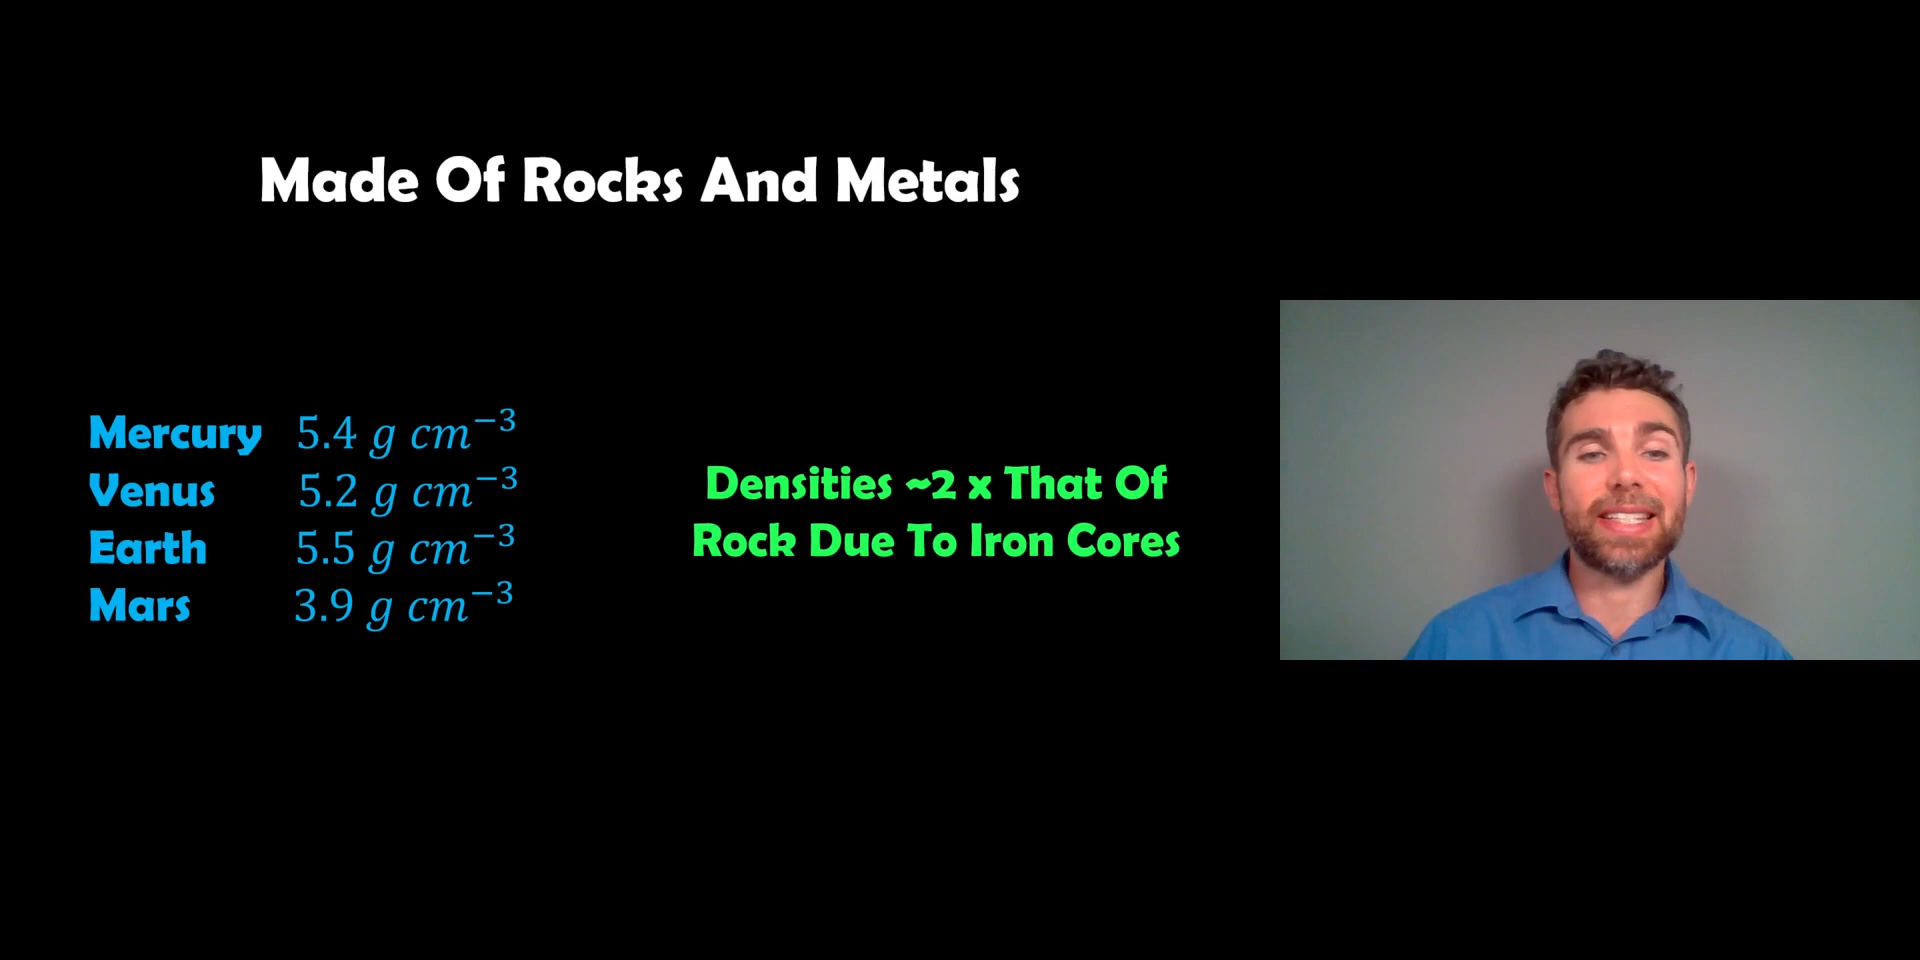 Made Of Rocks And Metals
Mercury 5.4 g cm⁻³
Venus 5.2 g cm⁻³
Earth 5.5 g cm⁻³
Mars 3.9 g cm⁻³
Densities ~2 x That Of
Rock Due To Iron Cores